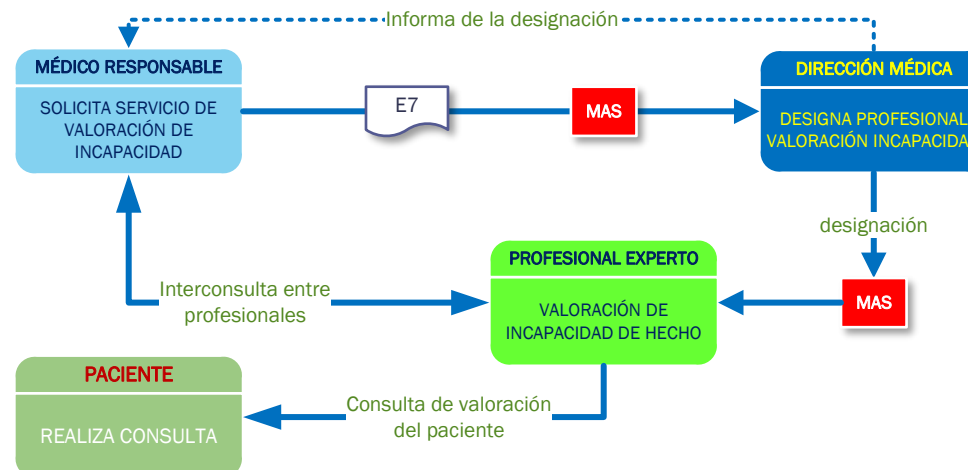 Informa de la designación
MÉDICO RESPONSABLE
SOLICITA SERVICIO DE
VALORACIÓN DE
INCAPACIDAD
E7
MAS
DIRECCIÓN MÉDICA
DESIGNA PROFESIONAL
VALORACIÓN INCAPACIDA
designación
MAS
PROFESIONAL EXPERTO
VALORACIÓN DE
INCAPACIDAD DE HECHO
Interconsulta entre
profesionales
PACIENTE
REALIZA CONSULTA
Consulta de valoración
del paciente